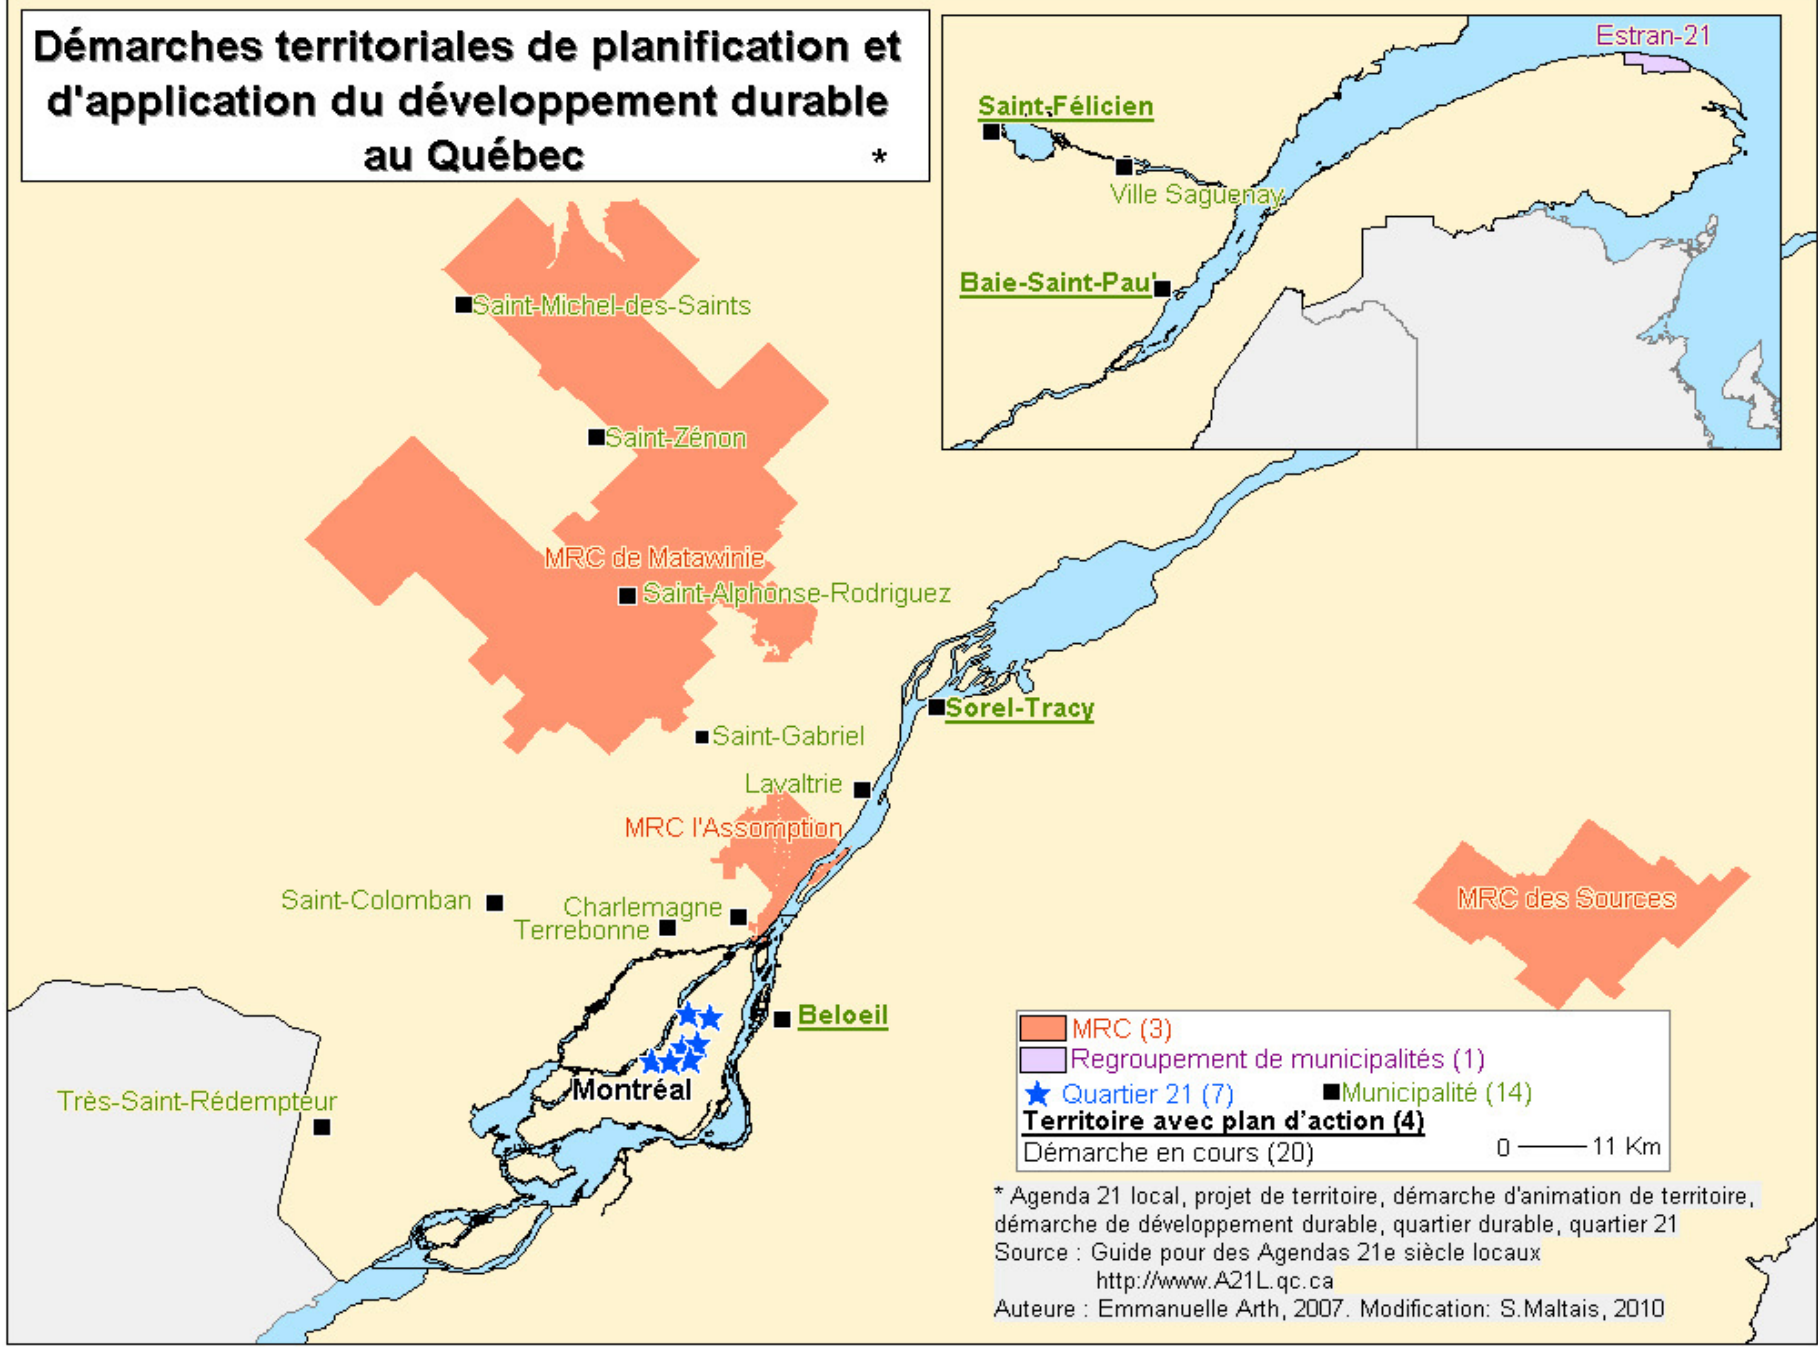 Démarches territoriales de planification et
d'application du développement durable
au Québec *
Estran-21
Saint-Félicien
Ville Saguenay
Baie-Saint-Paul
Saint-Michel-des-Saints
Saint-Zénon
MRC de Matawinie
Saint-Alphonse-Rodriguez
Sorel-Tracy
Saint-Gabriel
Lavaltrie
MRC l'Assomption
MRC des Sources
Saint-Colomban
Charlemagne
Terrebonne
Beloeil
Montréal
Très-Saint-Rédempteur
MRC (3)
Regroupement de municipalités (1)
Quartier 21 (7) Municipalité (14)
Territoire avec plan d'action (4)
Démarche en cours (20) 0 11 Km
* Agenda 21 local, projet de territoire, démarche d'animation de territoire,
démarche de développement durable, quartier durable, quartier 21
Source : Guide pour des Agendas 21e siècle locaux
http://www.A21L.qc.ca
Auteure : Emmanuelle Arth, 2007. Modification: S.Maltais, 2010